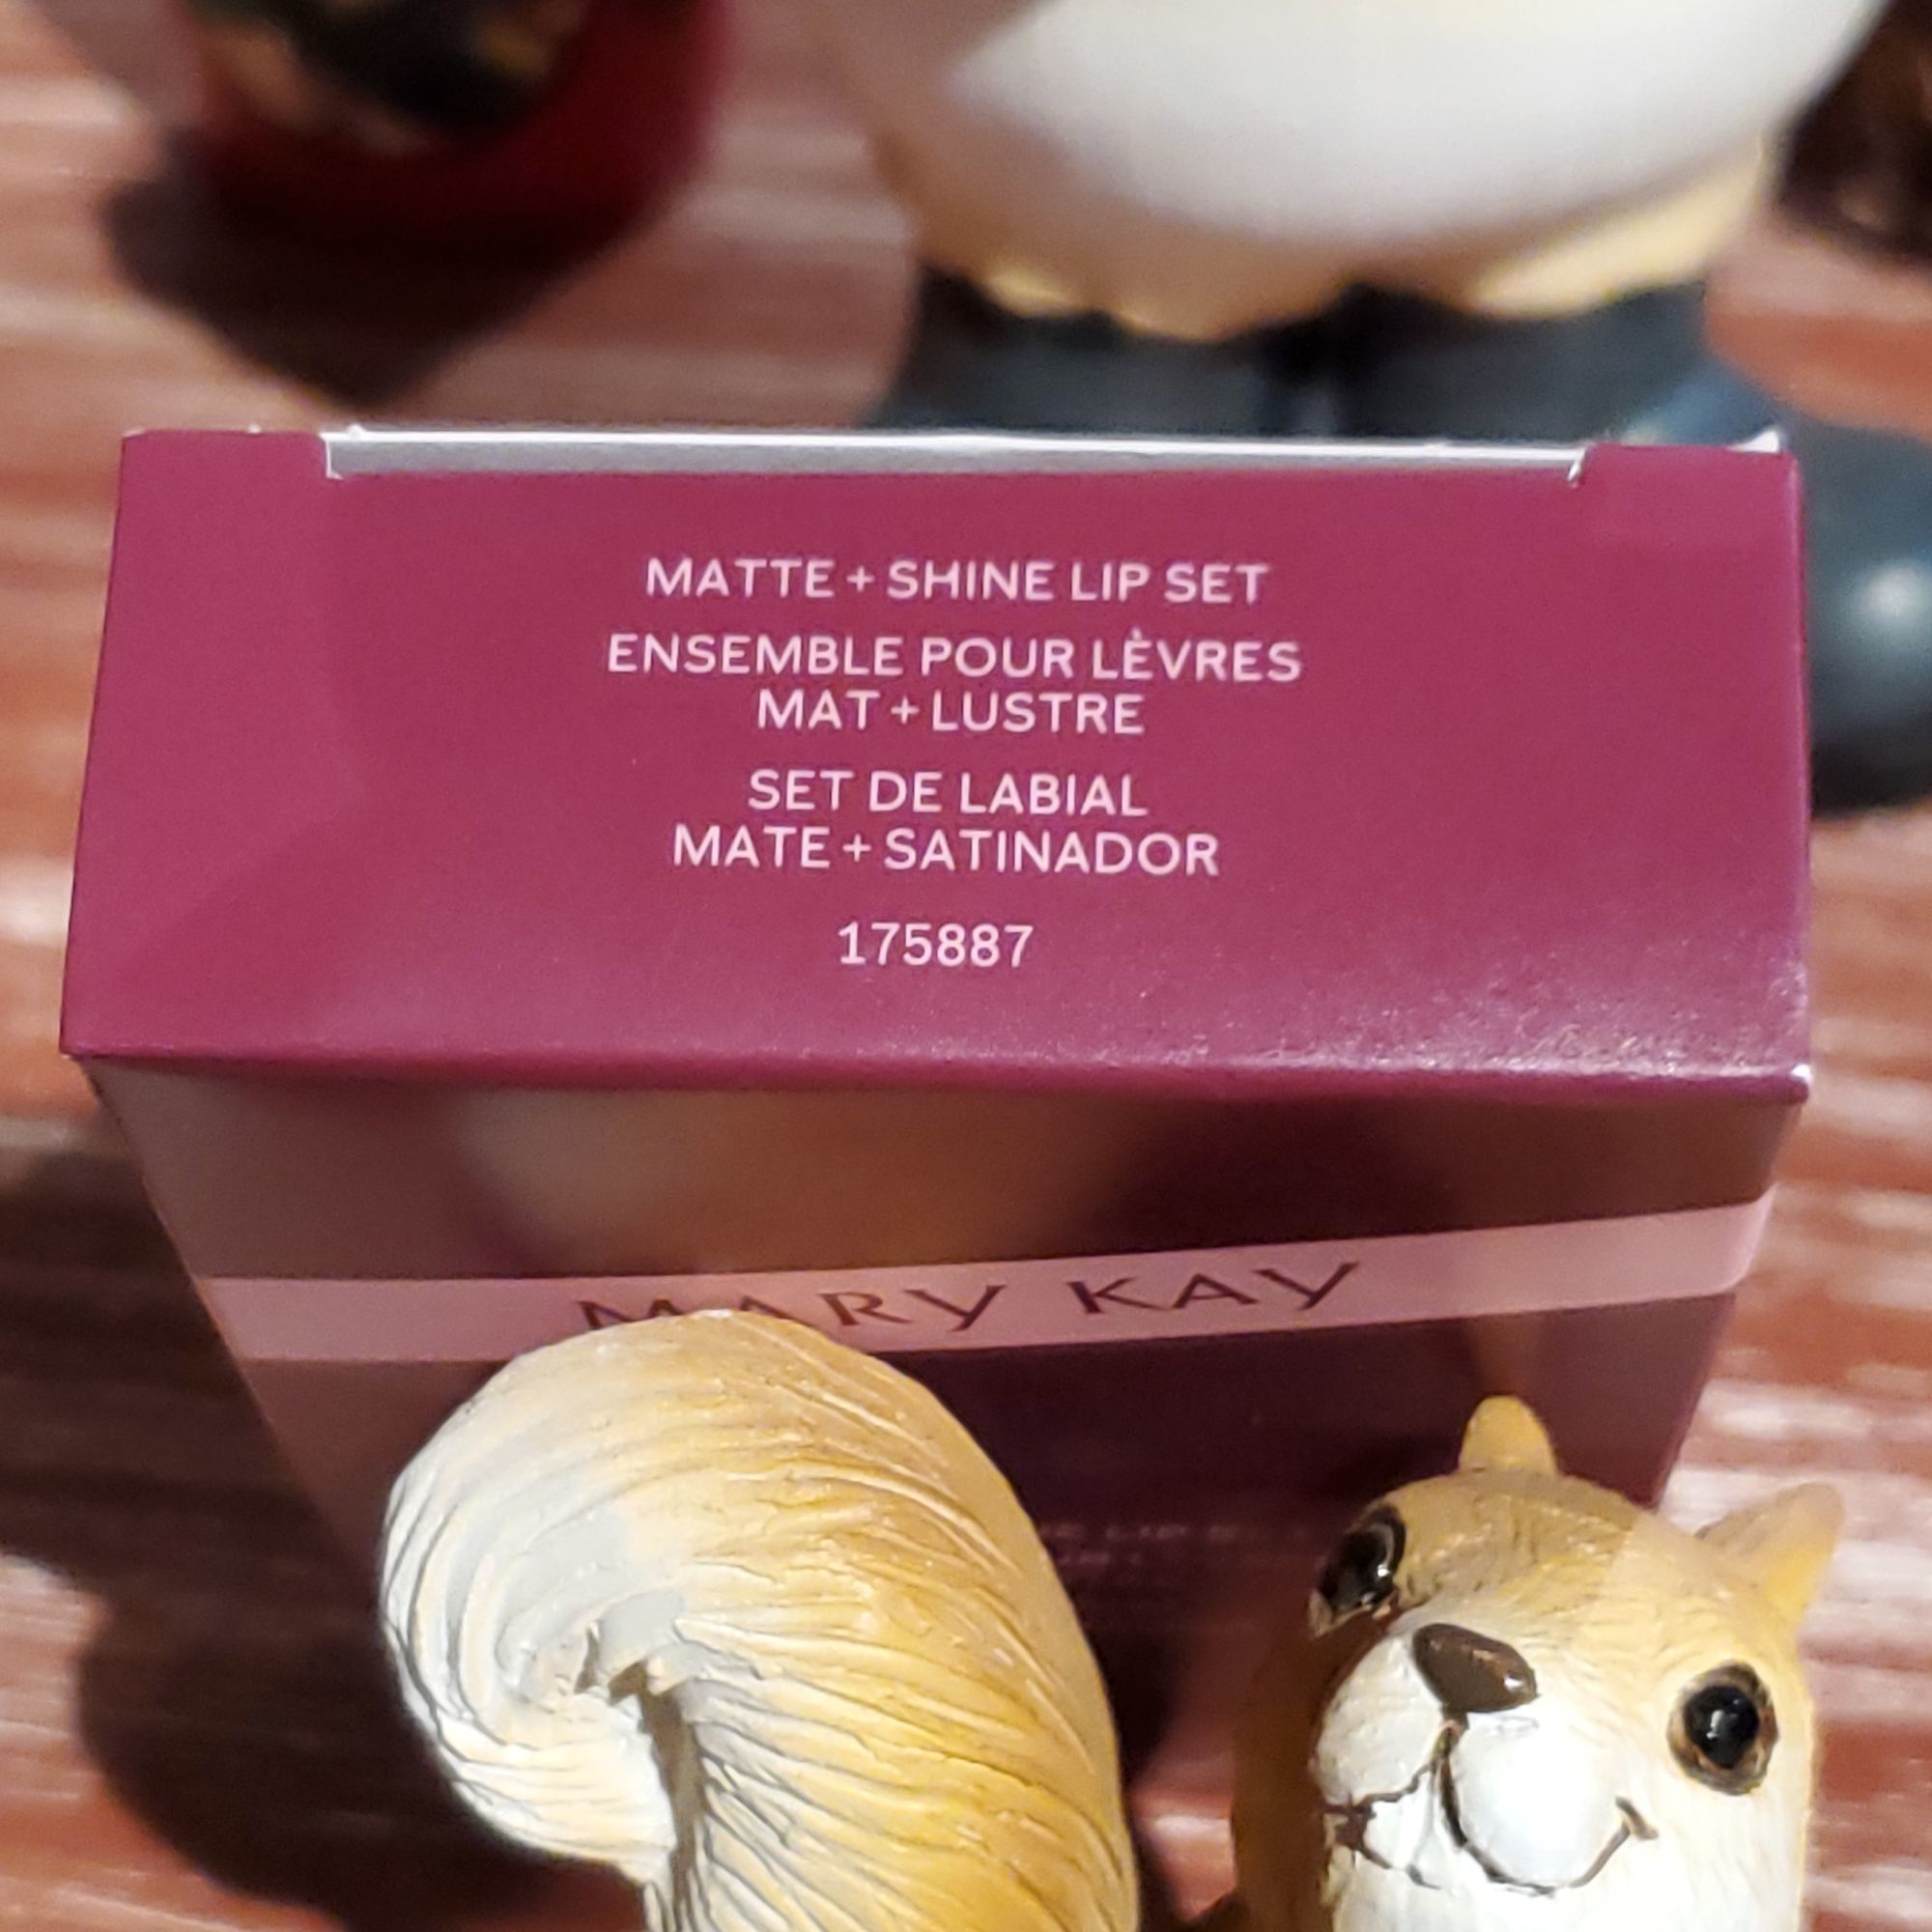 MATTE + SHINE LIP SET
ENSEMBLE POUR LÈVRES
MAT + LUSTRE
SET DE LABIAL
MATE + SATINADOR
175887
MARY KAY